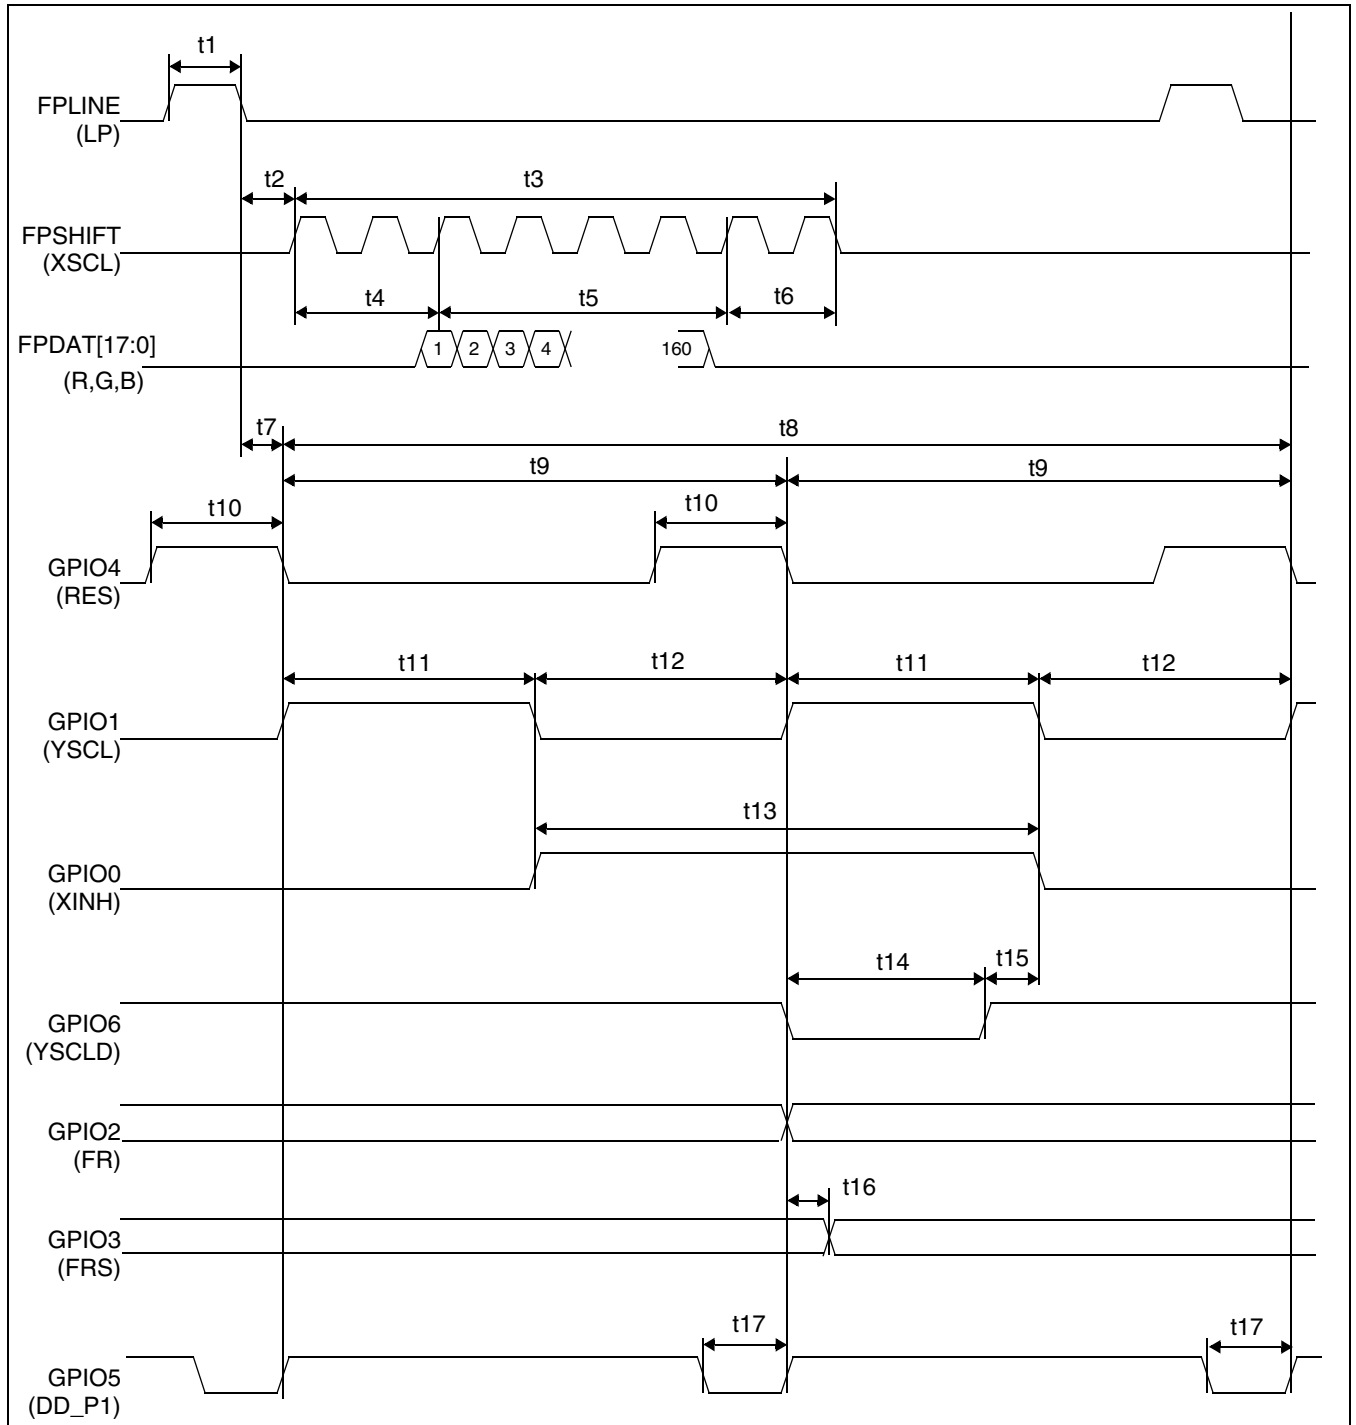 t1
FPLINE
(LP)
t2
t3
FPSHIFT
(XSCL)
t4
t5
t6
FPDAT[17:0]
(R,G,B)
1
2
3
4
160
t7
t8
t9
t9
t10
t10
GPIO4
(RES)
t11
t12
t11
t12
GPIO1
(YSCL)
t13
GPIO0
(XINH)
t14
t15
GPIO6
(YSCLD)
GPIO2
(FR)
t16
GPIO3
(FRS)
t17
t17
GPIO5
(DD_P1)